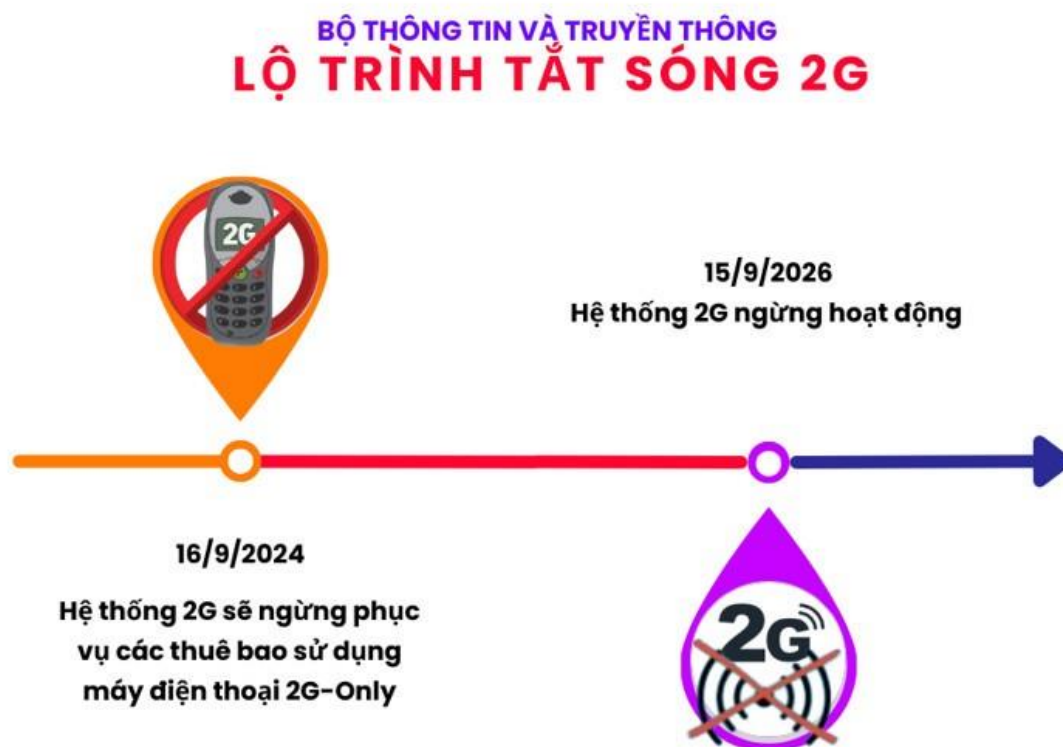 BỘ THÔNG TIN VÀ TRUYỀN THÔNG
LỘ TRÌNH TẮT SÓNG 2G
2G
15/9/2026
Hệ thống 2G ngừng hoạt động
16/9/2024
Hệ thống 2G sẽ ngừng phục
vụ các thuê bao sử dụng
máy điện thoại 2G-Only
2G